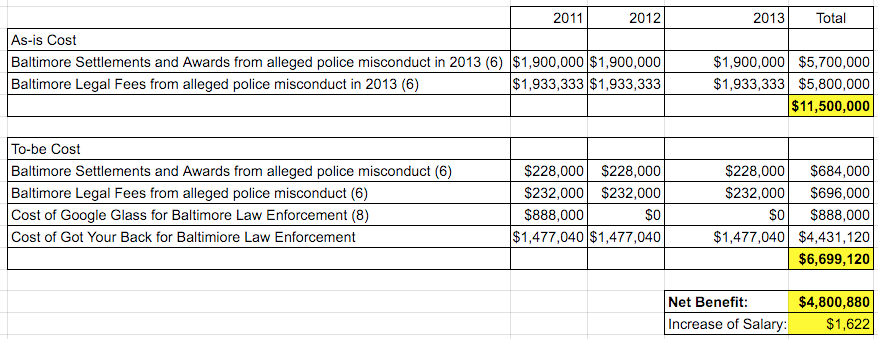 2011 2012 2013 Total
As-is Cost
Baltimore Settlements and Awards from alleged police misconduct in 2013 (6) $1,900,000 $1,900,000 $1,900,000 $5,700,000
Baltimore Legal Fees from alleged police misconduct in 2013 (6) $1,933,333 $1,933,333 $1,933,333 $5,800,000
$11,500,000
To-be Cost
Baltimore Settlements and Awards from alleged police misconduct (6) $228,000 $228,000 $228,000 $684,000
Baltimore Legal Fees from alleged police misconduct (6) $232,000 $232,000 $232,000 $696,000
Cost of Google Glass for Baltimore Law Enforcement (8) $888,000 $0 $0 $888,000
Cost of Got Your Back for Baltimiore Law Enforcement $1,477,040 $1,477,040 $1,477,040 $4,431,120
$6,699,120
Net Benefit: $4,800,880
Increase of Salary: $1,622